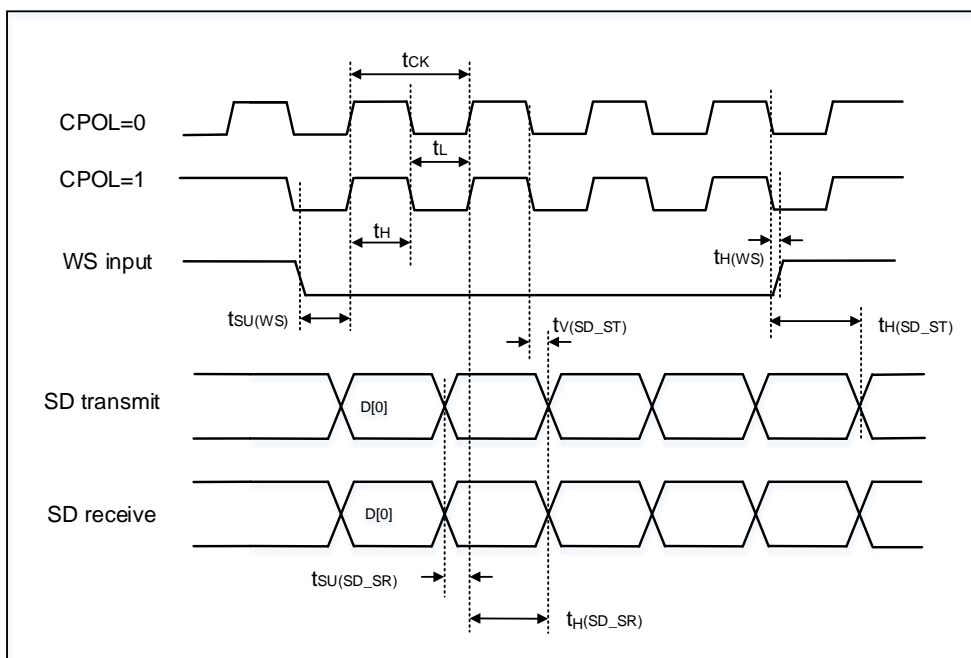 tCK
CPOL=0
tL
CPOL=1
tH
tH(WS)
WS input
tSU(WS)
tV(SD_ST)
tH(SD_ST)
SD transmit
D[0]
SD receive
D[0]
tSU(SD_SR)
tH(SD_SR)